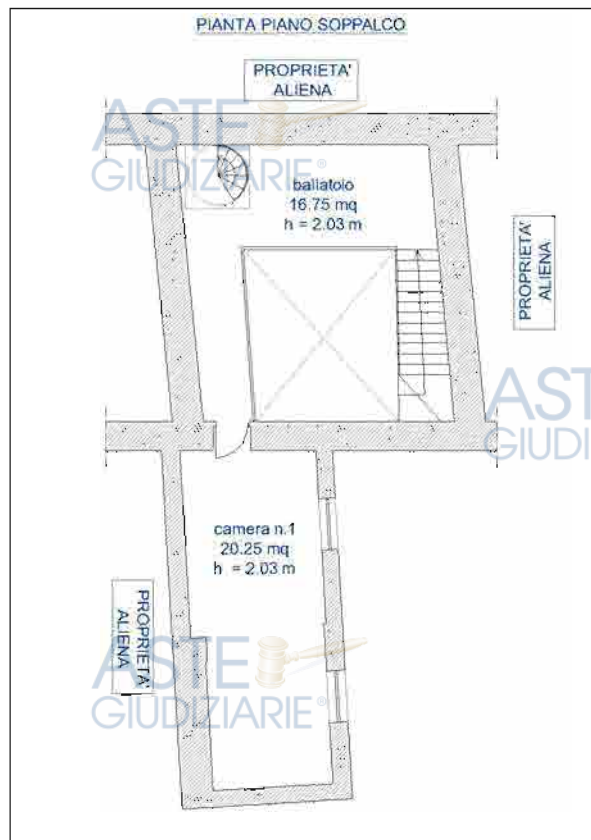 PIANTA PIANO SOPPALCO
PROPRIETA'
ALIENA
ASTE
GIUDIZIARIE®
ballatoio
16.75 mq
h = 2.03 m
PROPRIETA'
ALIENA
ASTE
GIUDI
camera n.1
20.25 mq
h = 2.03 m
PROPRIETA'
ALIENA
ASTE
GIUDIZIARIE®